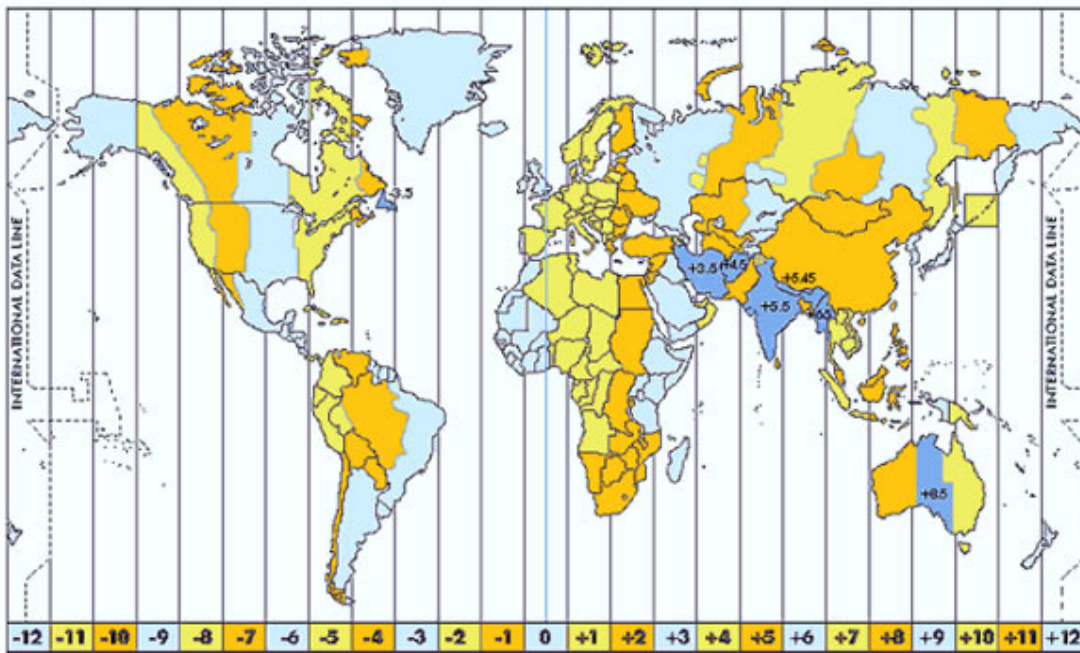 INTERNATIONAL DATA LINE
INTERNATIONAL DATA LINE
-3.5
+3.5
+4.5
+5.45
+5.5
+8.5
-12 -11 -10 -9 -8 -7 -6 -5 -4 -3 -2 -1 0 +1 +2 +3 +4 +5 +6 +7 +8 +9 +10 +11 +12